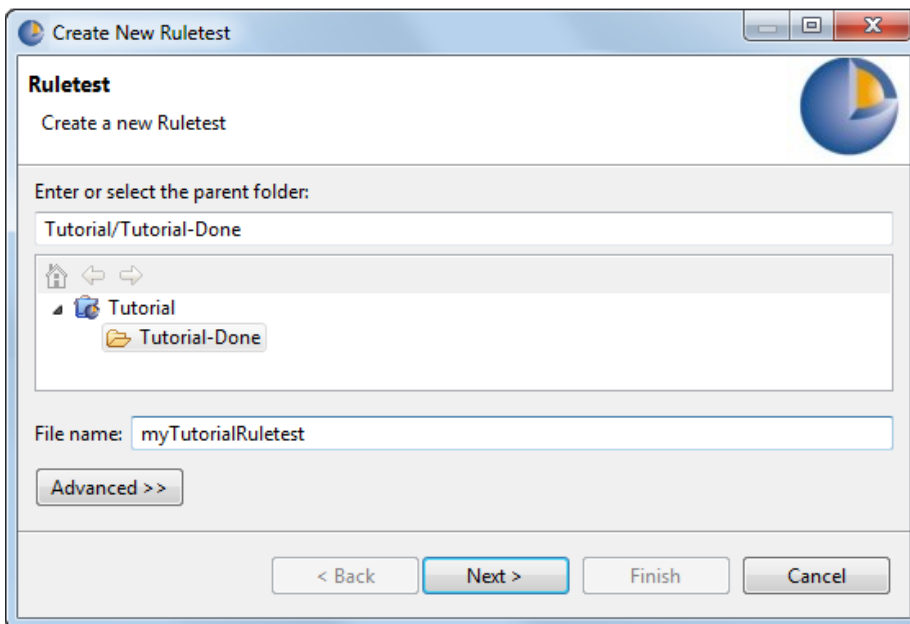 Create New Ruletest
Ruletest
Create a new Ruletest
Enter or select the parent folder:
Tutorial/Tutorial-Done
Tutorial
Tutorial-Done
File name: myTutorialRuletest
Advanced >>
< Back Next > Finish Cancel